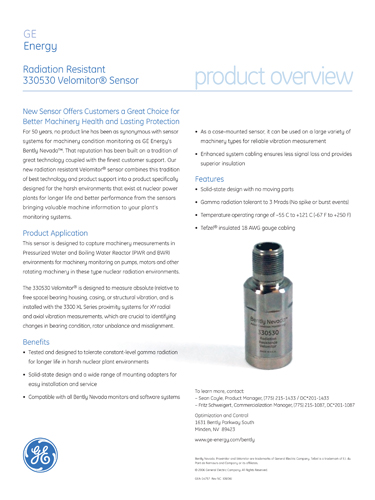 GE
Energy
Radiation Resistant
330530 Velomitor® Sensor
product overview
New Sensor Offers Customers a Great Choice for
Better Machinery Health and Lasting Protection
For 50 years, no product line has been as synonymous with sensor
systems for machinery condition monitoring as GE Energy's
Bently Nevada™. That reputation has been built on a tradition of
great technology coupled with the finest customer support. Our
new radiation resistant Velomitor® sensor combines this tradition
of best technology and product support into a product specifically
designed for the harsh environments that exist at nuclear power
plants for longer life and better performance from the sensors
bringing valuable machine information to your plant's
monitoring systems.
Product Application
This sensor is designed to capture machinery measurements in
Pressurized Water and Boiling Water Reactor (PWR and BWR)
environments for machinery monitoring on pumps, motors and other
rotating machinery in these type nuclear radiation environments.
The 330530 Velomitor® is designed to measure absolute (relative to
free space) bearing housing, casing, or structural vibration, and is
installed with the 3300 XL Series proximity systems for XY radial
and axial vibration measurements, which are crucial to identifying
changes in bearing condition, rotor unbalance and misalignment.
Benefits
• Tested and designed to tolerate constant-level gamma radiation
for longer life in harsh nuclear plant environments
• Solid-state design and a wide range of mounting adapters for
easy installation and service
• Compatible with all Bently Nevada monitors and software systems
• As a case-mounted sensor, it can be used on a large variety of
machinery types for reliable vibration measurement
• Enhanced system cabling ensures less signal loss and provides
superior insulation
Features
• Solid-state design with no moving parts
• Gamma radiation tolerant to 3 Mrads (No spike or burst events)
• Temperature operating range of -55 C to +121 C (-67 F to +250 F)
• Tefzel® insulated 18 AWG gauge cabling
Bently Nevada
330530
To learn more, contact:
– Sean Coyle, Product Manager; (775) 215-1433 / DC*201-1433
– Fritz Schweigert, Commercialization Manager; (775) 215-1087, DC*201-1087
Optimization and Control
1631 Bently Parkway South
Minden, NV 89423
www.ge-energy.com/bently
GE